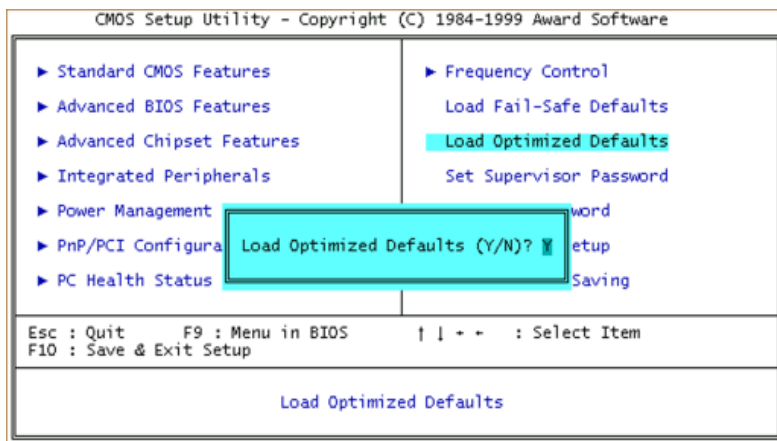 CMOS Setup Utility - Copyright (C) 1984-1999 Award Software
► Standard CMOS Features
► Advanced BIOS Features
► Advanced Chipset Features
► Integrated Peripherals
► Power Management
► PnP/PCI Configura
► PC Health Status
► Frequency Control
Load Fail-Safe Defaults
Load Optimized Defaults
Set Supervisor Password
word
etup
Saving
Load Optimized Defaults (Y/N)? Y
Esc : Quit F9 : Menu in BIOS ↑ ↓ + ← : Select Item
F10 : Save & Exit Setup
Load Optimized Defaults